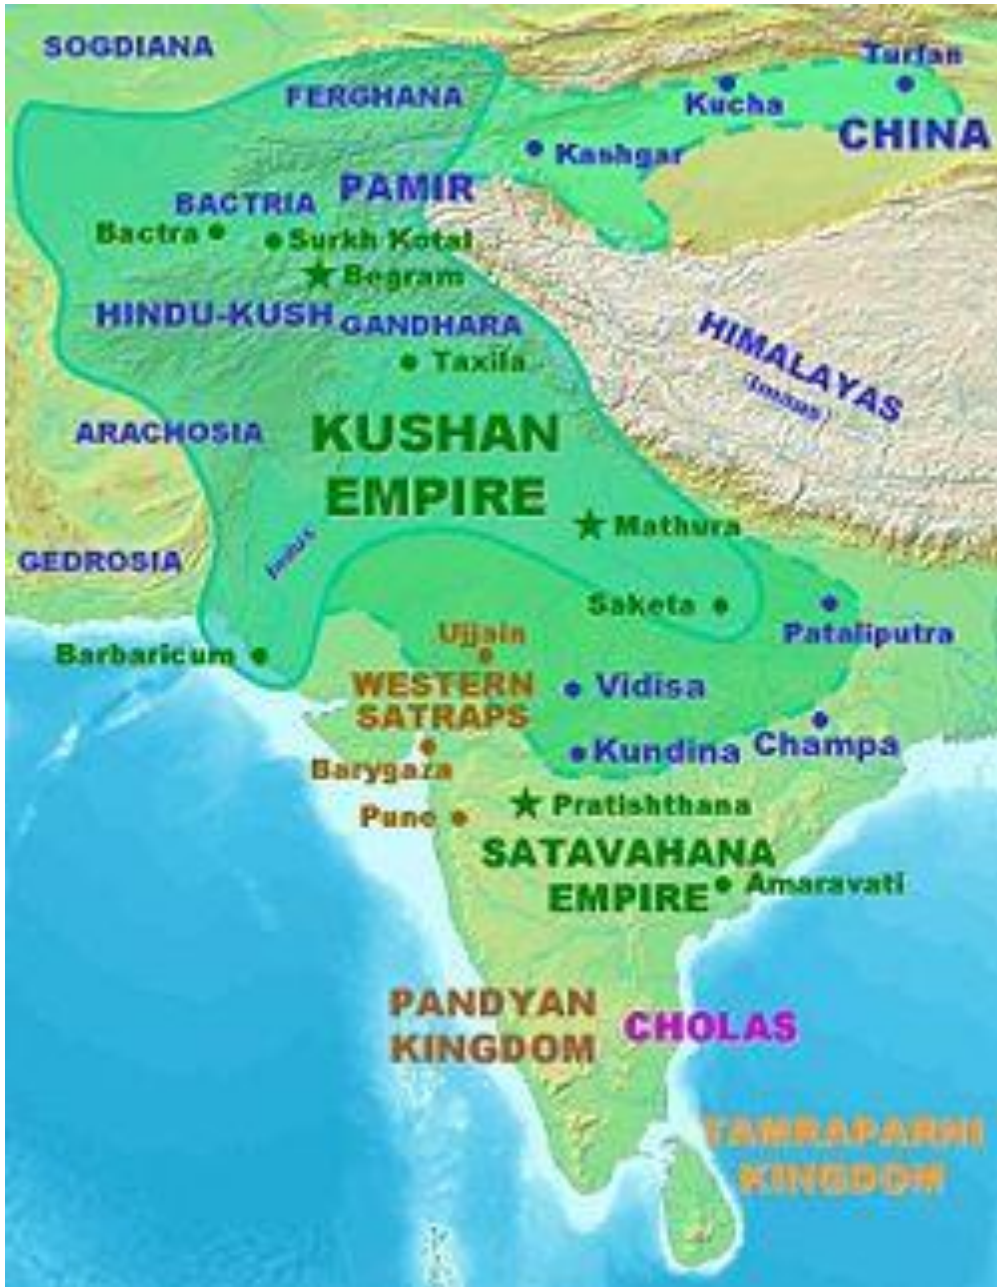 SOGDIANA
Turfan
FERGHANA
Kucha
CHINA
Kashgar
PAMIR
BACTRIA
Bactra
Surkh Kotal
Begram
HINDU-KUSH
GANDHARA
HIMALAYAS
(Imaus)
Taxila
ARACHOSIA
KUSHAN
EMPIRE
Mathura
GEDROSIA
Saketa
Pataliputra
Ujjain
Barbaricum
WESTERN
SATRAPS
Vidisa
Champa
Kundina
Barygaza
Pratishthana
Pune
SATAVAHANA
EMPIRE
Amaravati
PANDYAN
KINGDOM
CHOLAS
TAMRAPARNI
KINGDOM